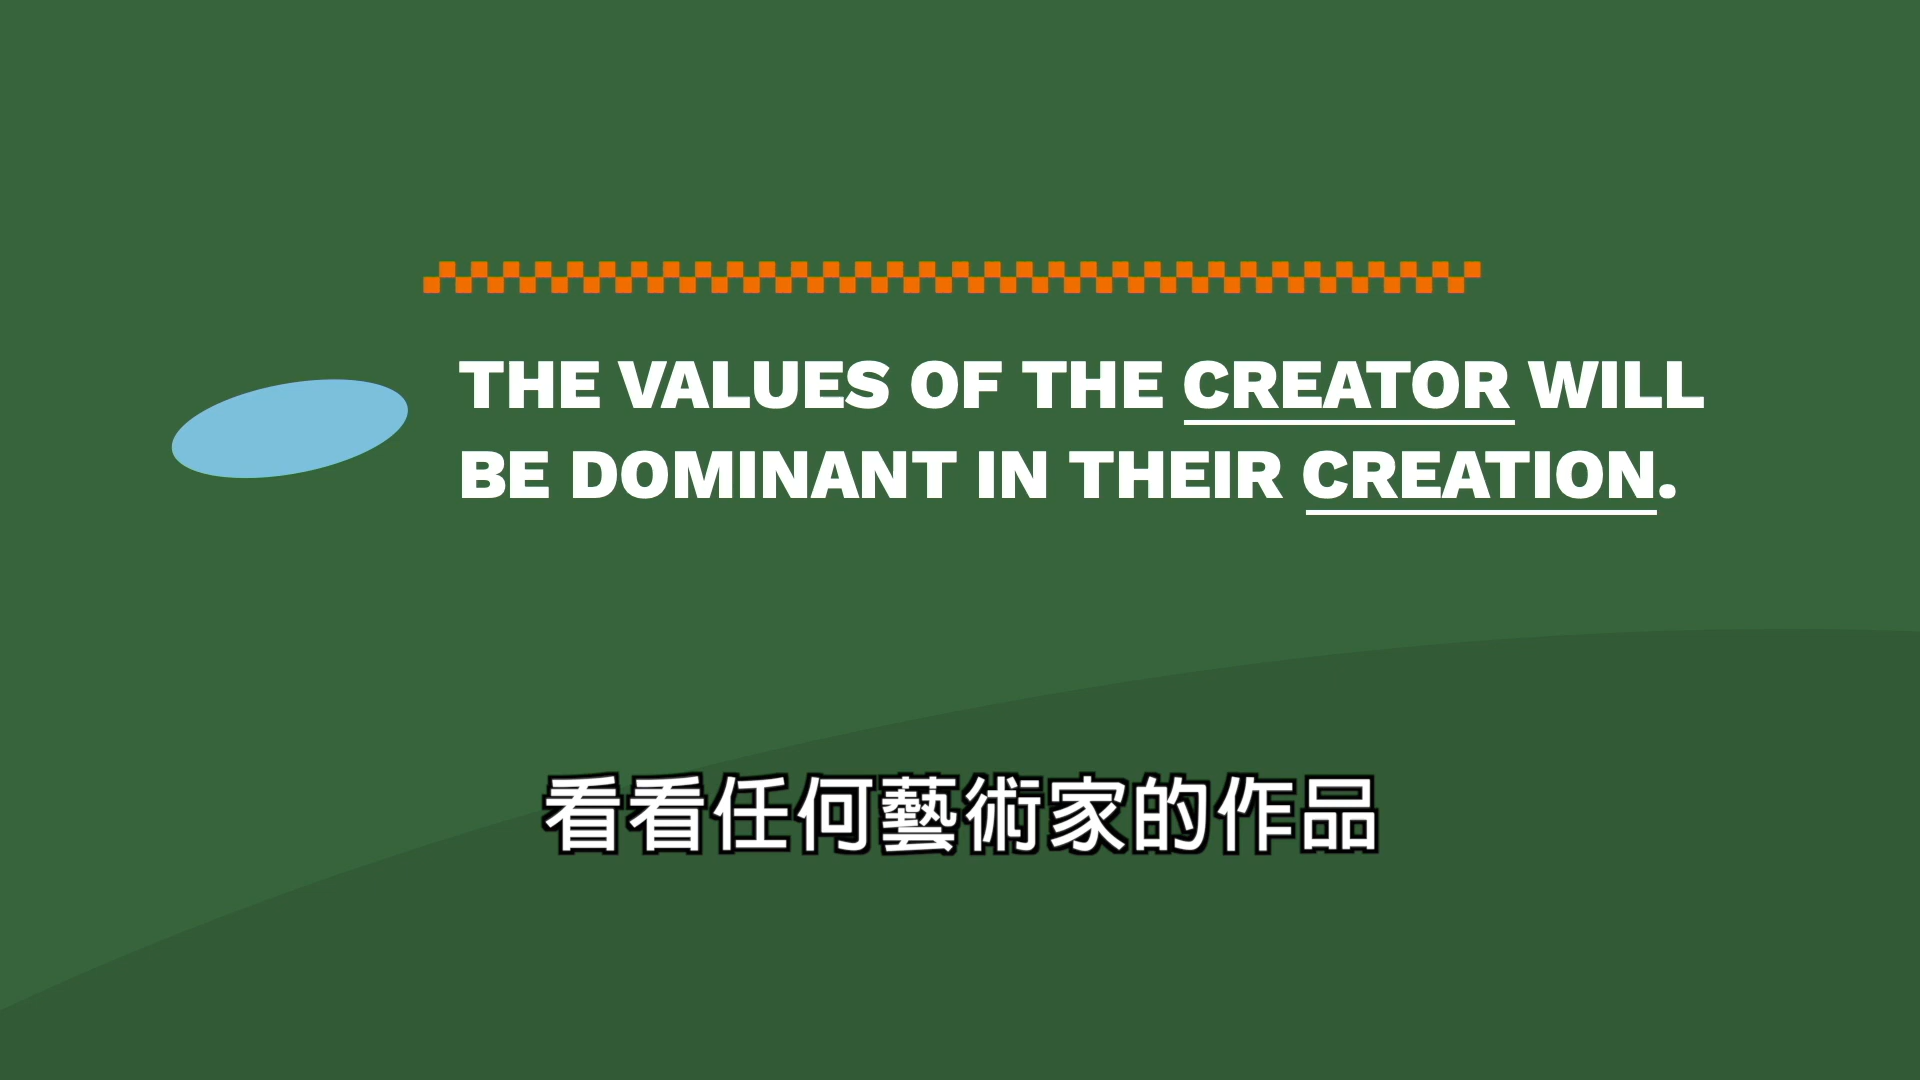 THE VALUES OF THE CREATOR WILL
BE DOMINANT IN THEIR CREATION.
看看任何藝術家的作品